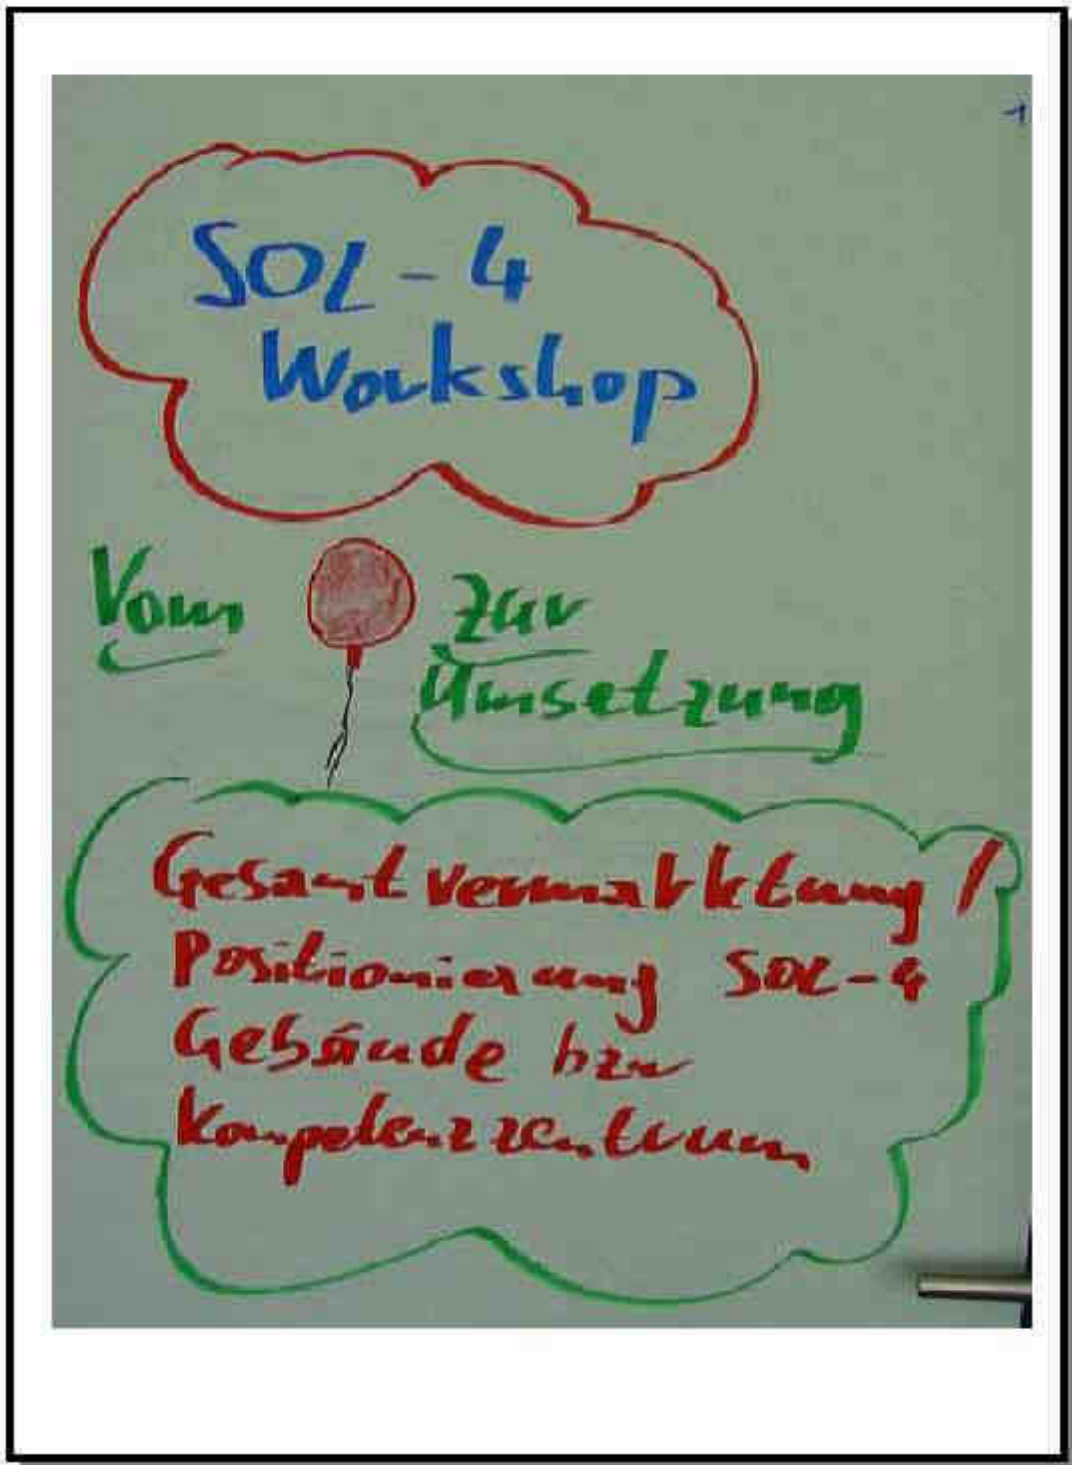 1
SOL-4
Workshop
Vom zur
Umsetzung
Gesamtvermarktung /
Positionierung SOL-4
Gebäude bzw
Kompetenzzentrum